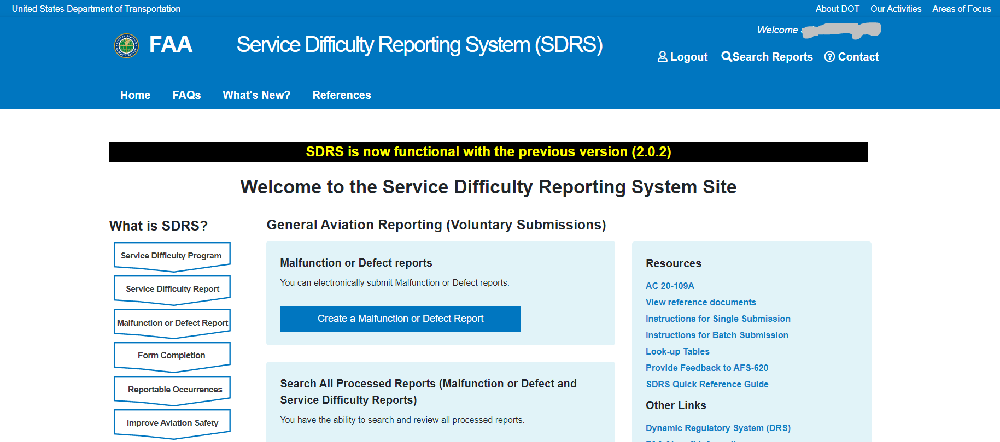 United States Department of Transportation
About DOT Our Activities Areas of Focus
Welcome
FAA
Service Difficulty Reporting System (SDRS)
Logout Search Reports Contact
Home FAQs What's New? References
SDRS is now functional with the previous version (2.0.2)
Welcome to the Service Difficulty Reporting System Site
What is SDRS?
Service Difficulty Program
Service Difficulty Report
Malfunction or Defect Report
Form Completion
Reportable Occurrences
Improve Aviation Safety
General Aviation Reporting (Voluntary Submissions)
Malfunction or Defect reports
You can electronically submit Malfunction or Defect reports.
Create a Malfunction or Defect Report
Search All Processed Reports (Malfunction or Defect and
Service Difficulty Reports)
You have the ability to search and review all processed reports.
Resources
AC 20-109A
View reference documents
Instructions for Single Submission
Instructions for Batch Submission
Look-up Tables
Provide Feedback to AFS-620
SDRS Quick Reference Guide
Other Links
Dynamic Regulatory System (DRS)